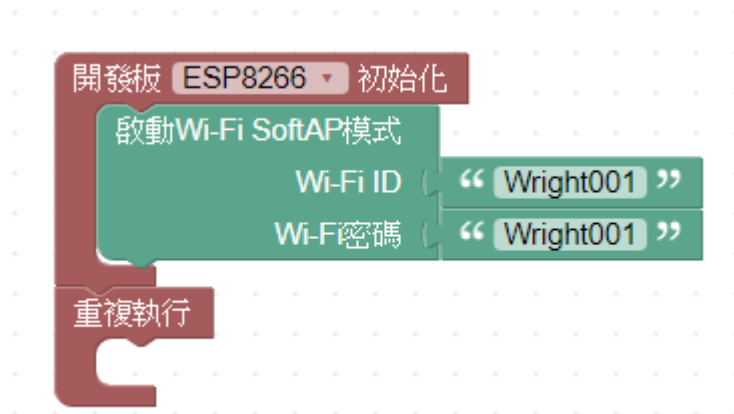 開發板 ESP8266 初始化
啟動Wi-Fi SoftAP模式
Wi-Fi ID “ Wright001 ”
Wi-Fi密碼 “ Wright001 ”
重複執行